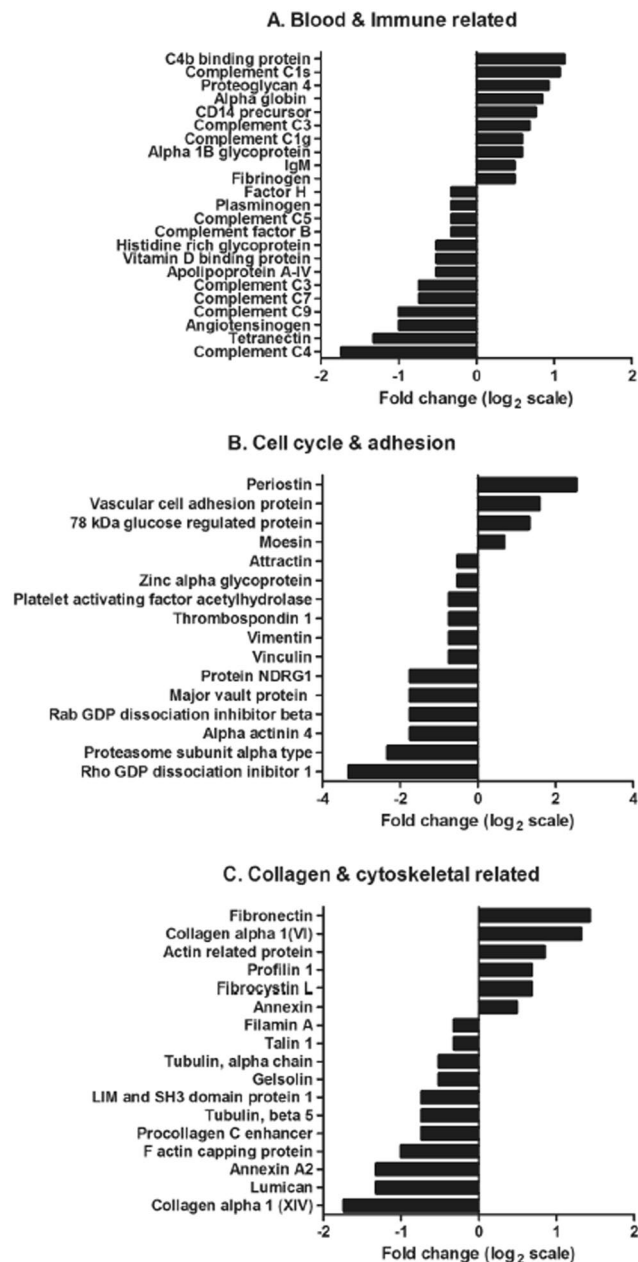 A. Blood & Immune related
C4b binding protein
Complement C1s
Proteoglycan 4
Alpha globin
CD14 precursor
Complement C3
Complement C1g
Alpha 1B glycoprotein
IgM
Fibrinogen
Factor H
Plasminogen
Complement C5
Complement factor B
Histidine rich glycoprotein
Vitamin D binding protein
Apolipoprotein A-IV
Complement C3
Complement C7
Complement C9
Angiotensinogen
Tetranectin
Complement C4
-2 -1 0 1 2
Fold change (log2 scale)
B. Cell cycle & adhesion
Periostin
Vascular cell adhesion protein
78 kDa glucose regulated protein
Moesin
Attractin
Zinc alpha glycoprotein
Platelet activating factor acetylhydrolase
Thrombospondin 1
Vimentin
Vinculin
Protein NDRG1
Major vault protein
Rab GDP dissociation inhibitor beta
Alpha actinin 4
Proteasome subunit alpha type
Rho GDP dissociation inibitor 1
-4 -2 0 2 4
Fold change (log2 scale)
C. Collagen & cytoskeletal related
Fibronectin
Collagen alpha 1(VI)
Actin related protein
Profilin 1
Fibrocystin L
Annexin
Filamin A
Talin 1
Tubulin, alpha chain
Gelsolin
LIM and SH3 domain protein 1
Tubulin, beta 5
Procollagen C enhancer
F actin capping protein
Annexin A2
Lumican
Collagen alpha 1 (XIV)
-2 -1 0 1 2
Fold change (log2 scale)